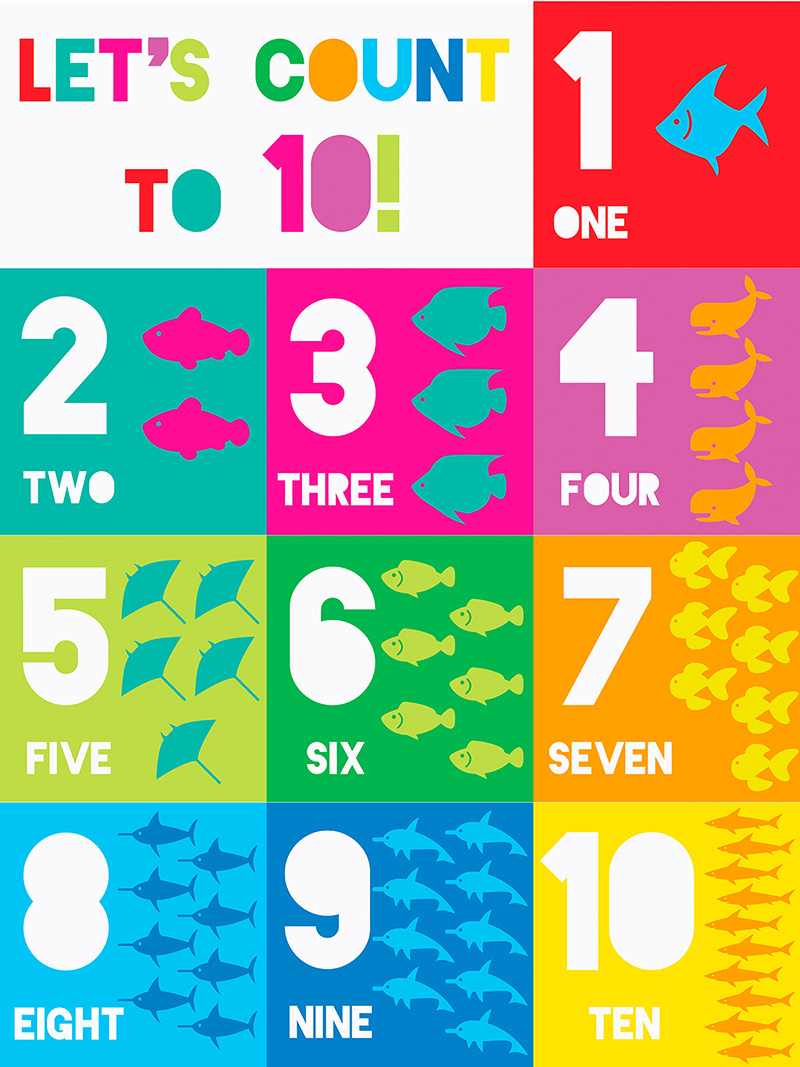 LET'S COUNT
TO 10!
1
ONE
2
TWO
3
THREE
4
FOUR
5
FIVE
6
SIX
7
SEVEN
8
EIGHT
9
NINE
10
TEN